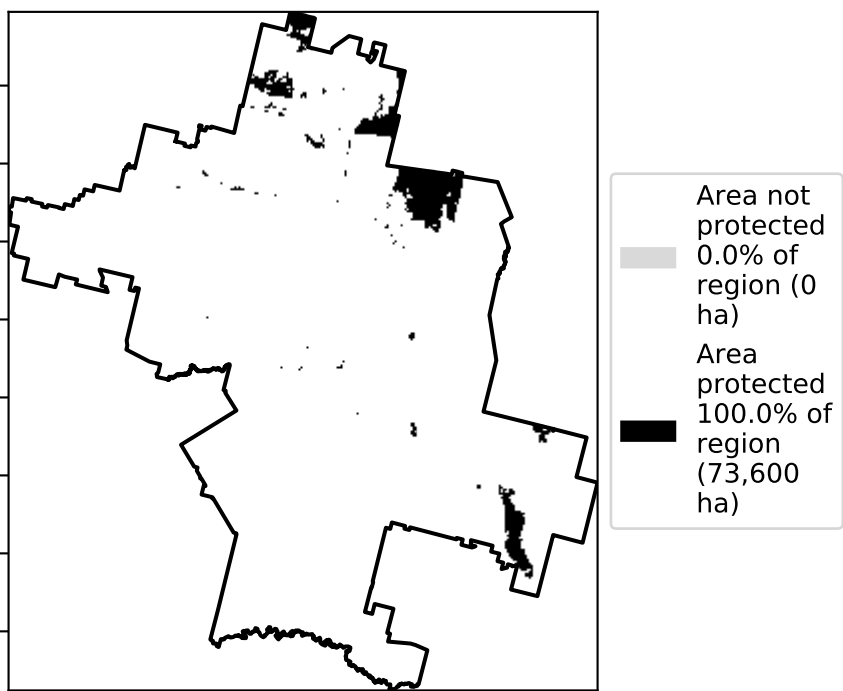 Area not
protected
0.0% of
region (0
ha)
Area
protected
100.0% of
region
(73,600
ha)